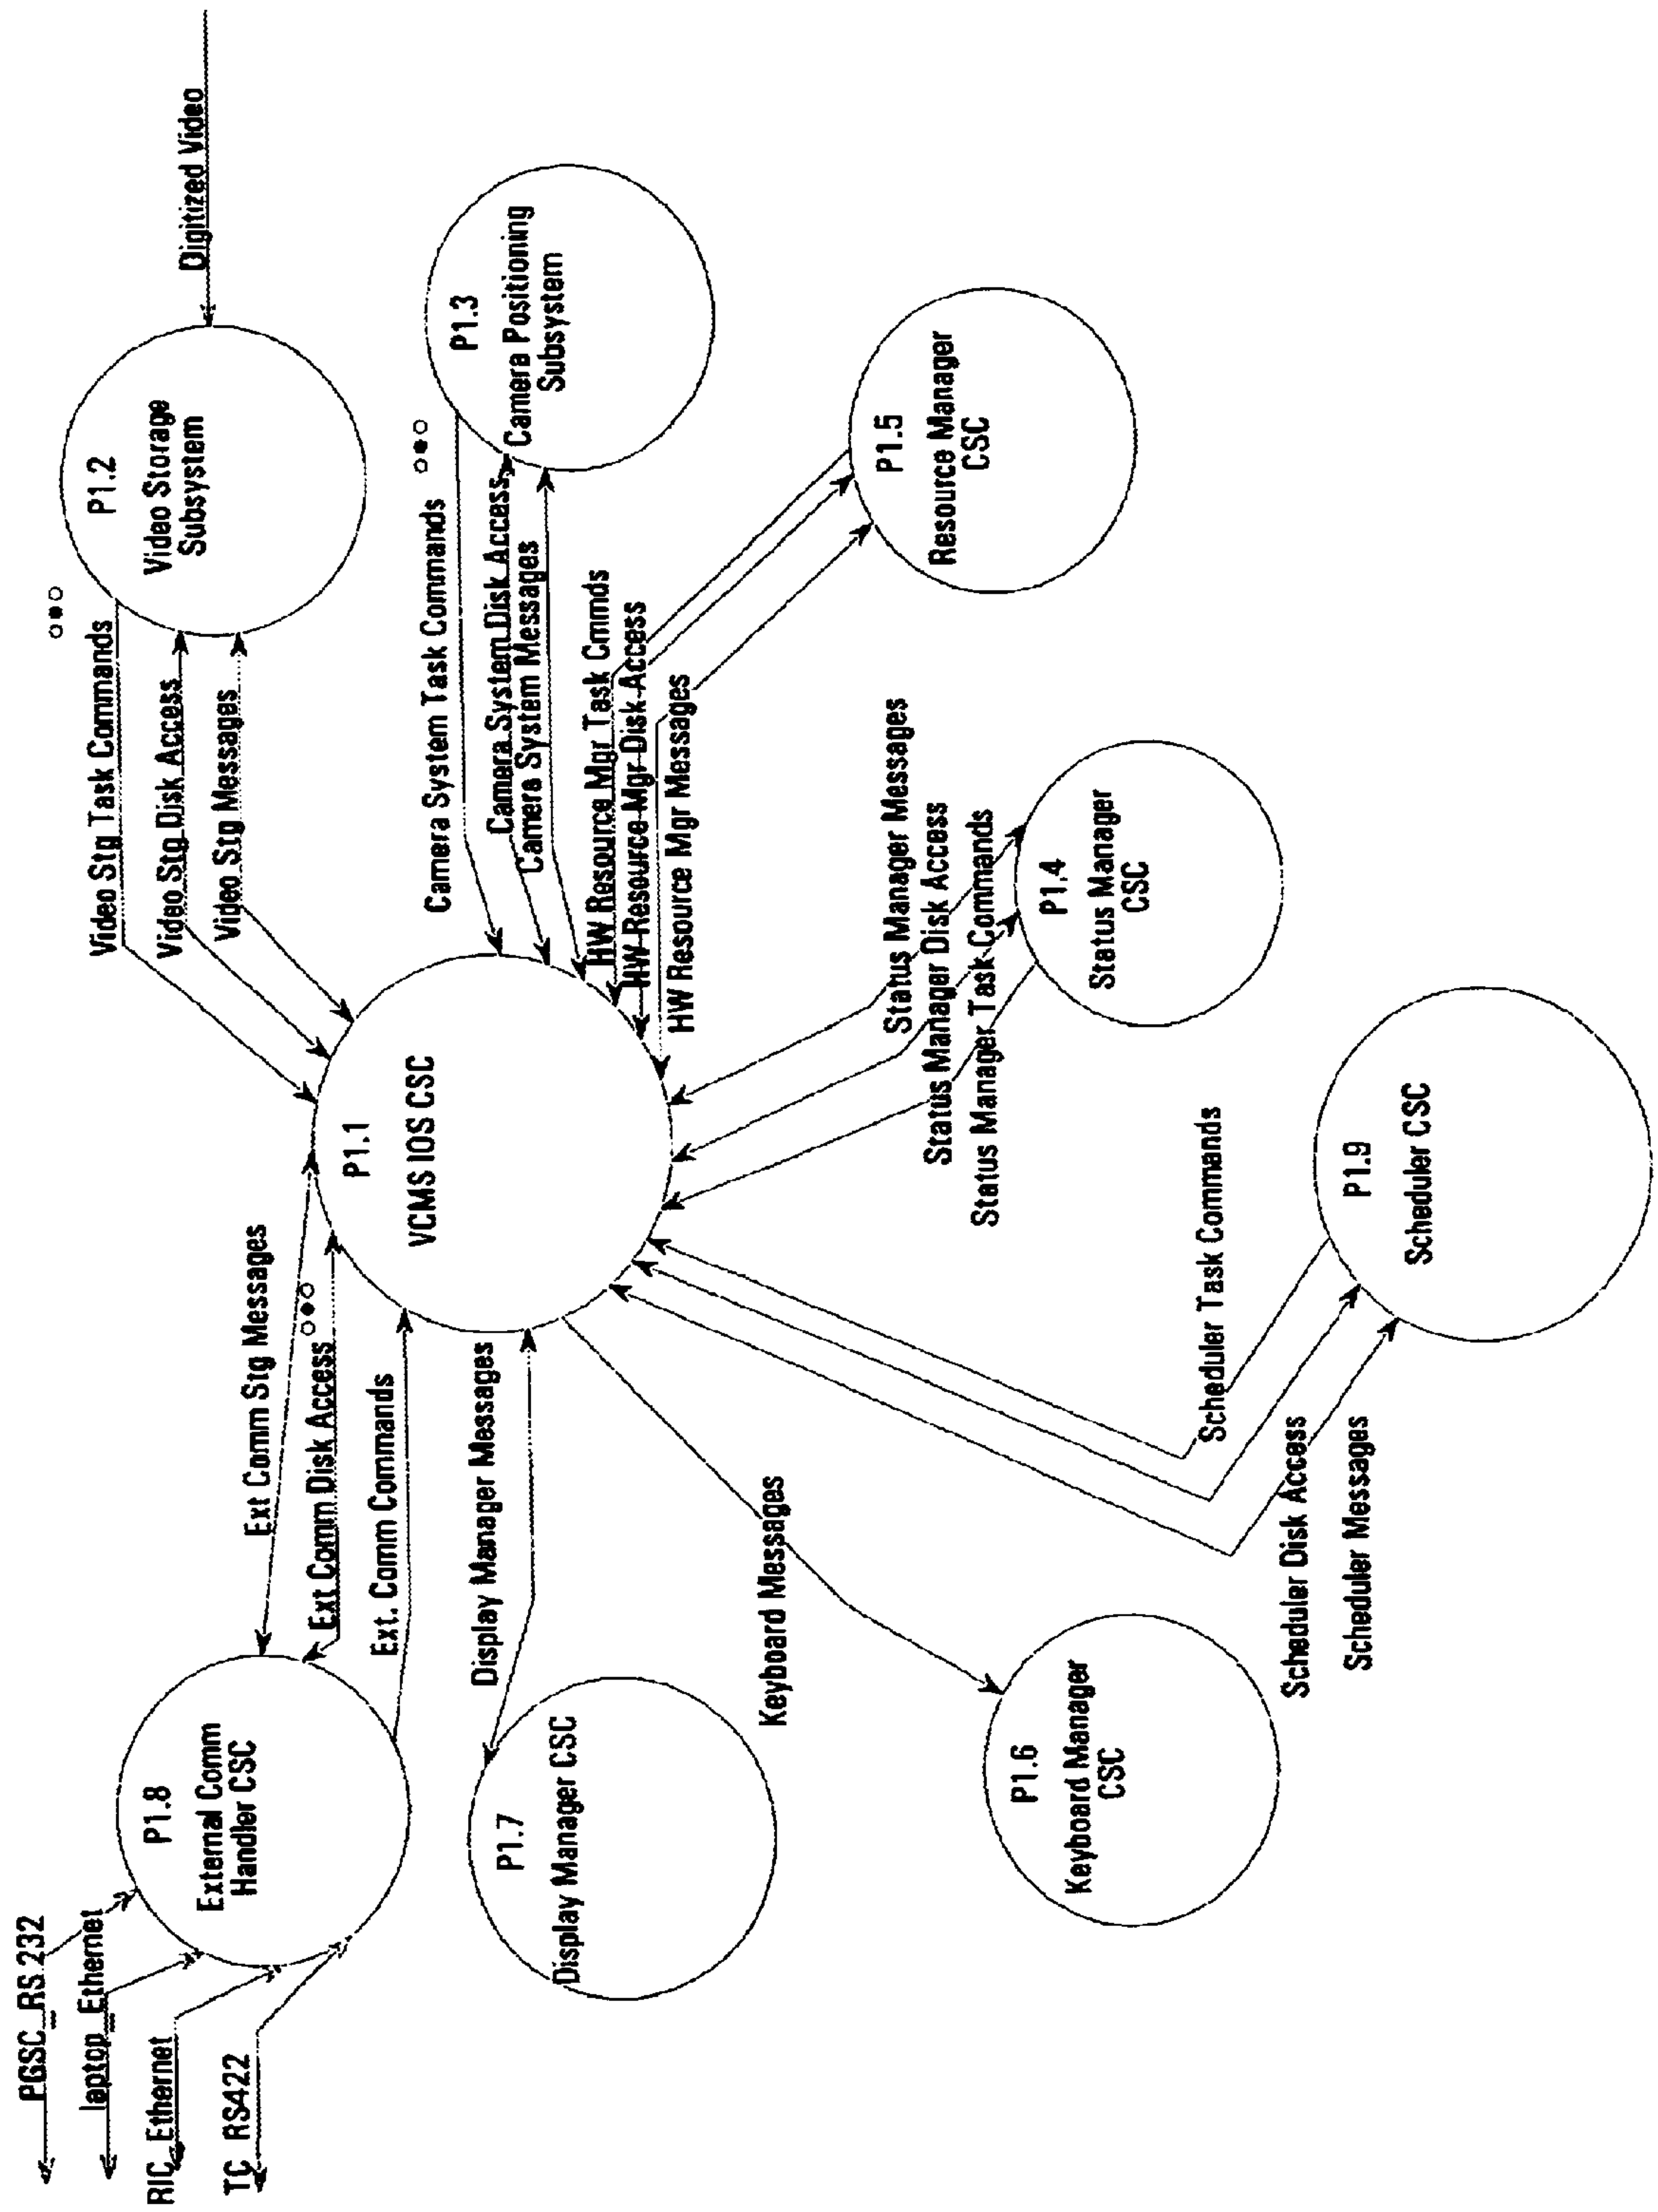 PGSC_RS 232
laptop_Ethernet
RIC_Ethernet
TC_RS422
P1.8
External Comm
Handler CSC
Ext Comm Stg Messages
Ext Comm Disk Access
Ext. Comm Commands
P1.7
Display Manager CSC
Display Manager Messages
P1.6
Keyboard Manager
CSC
Keyboard Messages
P1.1
VCMS IOS CSC
Video Stg Task Commands
Video Stg Disk Access
Video Stg Messages
P1.2
Video Storage
Subsystem
Digitized Video
Camera System Task Commands
Camera System Disk Access
Camera System Messages
P1.3
Camera Positioning
Subsystem
HW Resource Mgr Task Cmmds
HW Resource Mgr Disk Access
HW Resource Mgr Messages
P1.5
Resource Manager
CSC
Status Manager Messages
Status Manager Disk Access
Status Manager Task Commands
P1.4
Status Manager
CSC
Scheduler Task Commands
Scheduler Disk Access
Scheduler Messages
P1.9
Scheduler CSC